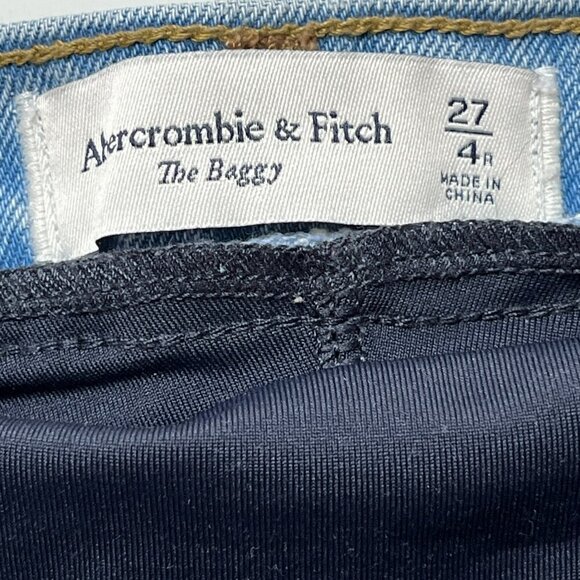 Abercrombie & Fitch
The Baggy
27
4R
MADE IN
CHINA